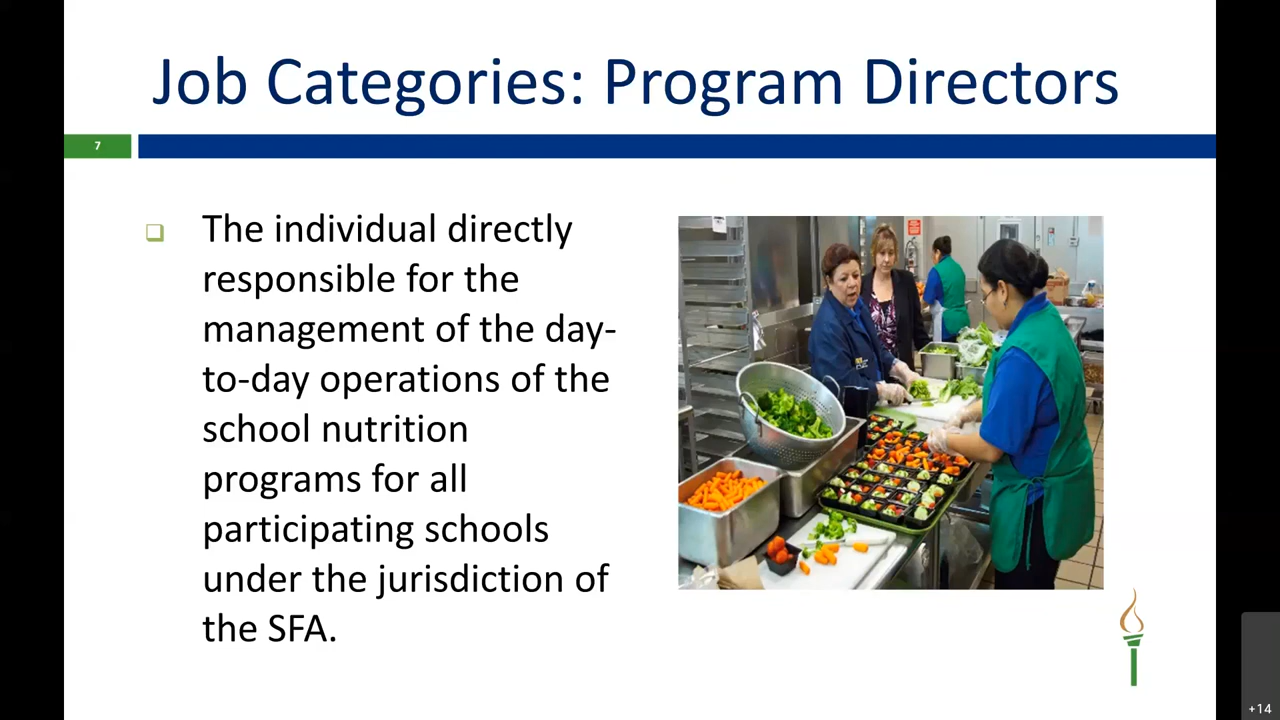 Job Categories: Program Directors
7
❑ The individual directly
responsible for the
management of the day-
to-day operations of the
school nutrition
programs for all
participating schools
under the jurisdiction of
the SFA.
+14